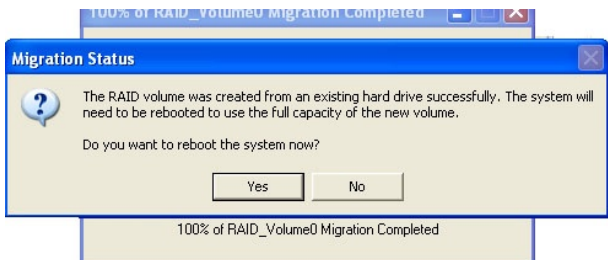 100% of RAID_Volume0 Migration Completed
Migration Status
The RAID volume was created from an existing hard drive successfully. The system will
need to be rebooted to use the full capacity of the new volume.
Do you want to reboot the system now?
Yes
No
100% of RAID_Volume0 Migration Completed